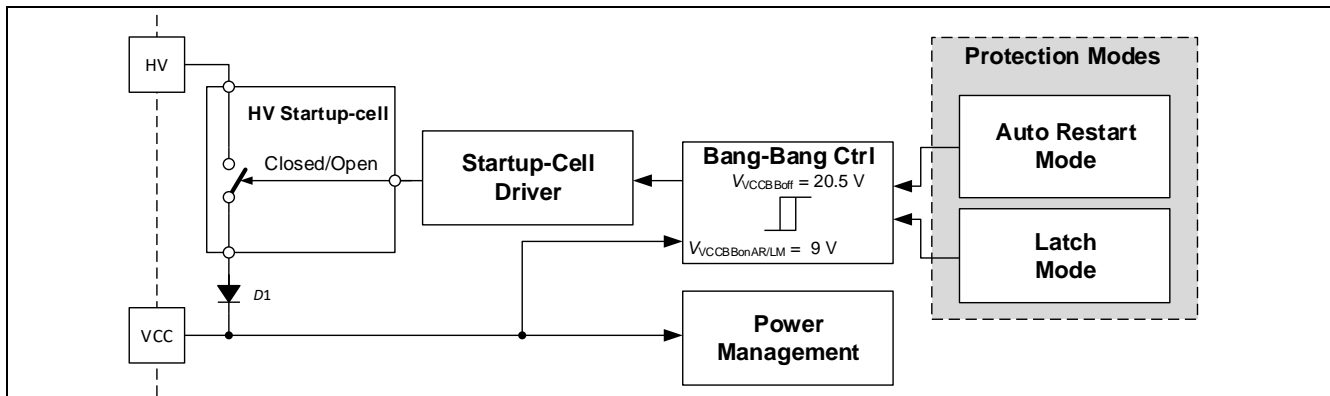 HV
HV Startup-cell
Closed/Open
Startup-Cell
Driver
Bang-Bang Ctrl
VVCCBBoff = 20.5 V
VVCCBBonAR/LM = 9 V
Protection Modes
Auto Restart
Mode
Latch
Mode
D1
VCC
Power
Management